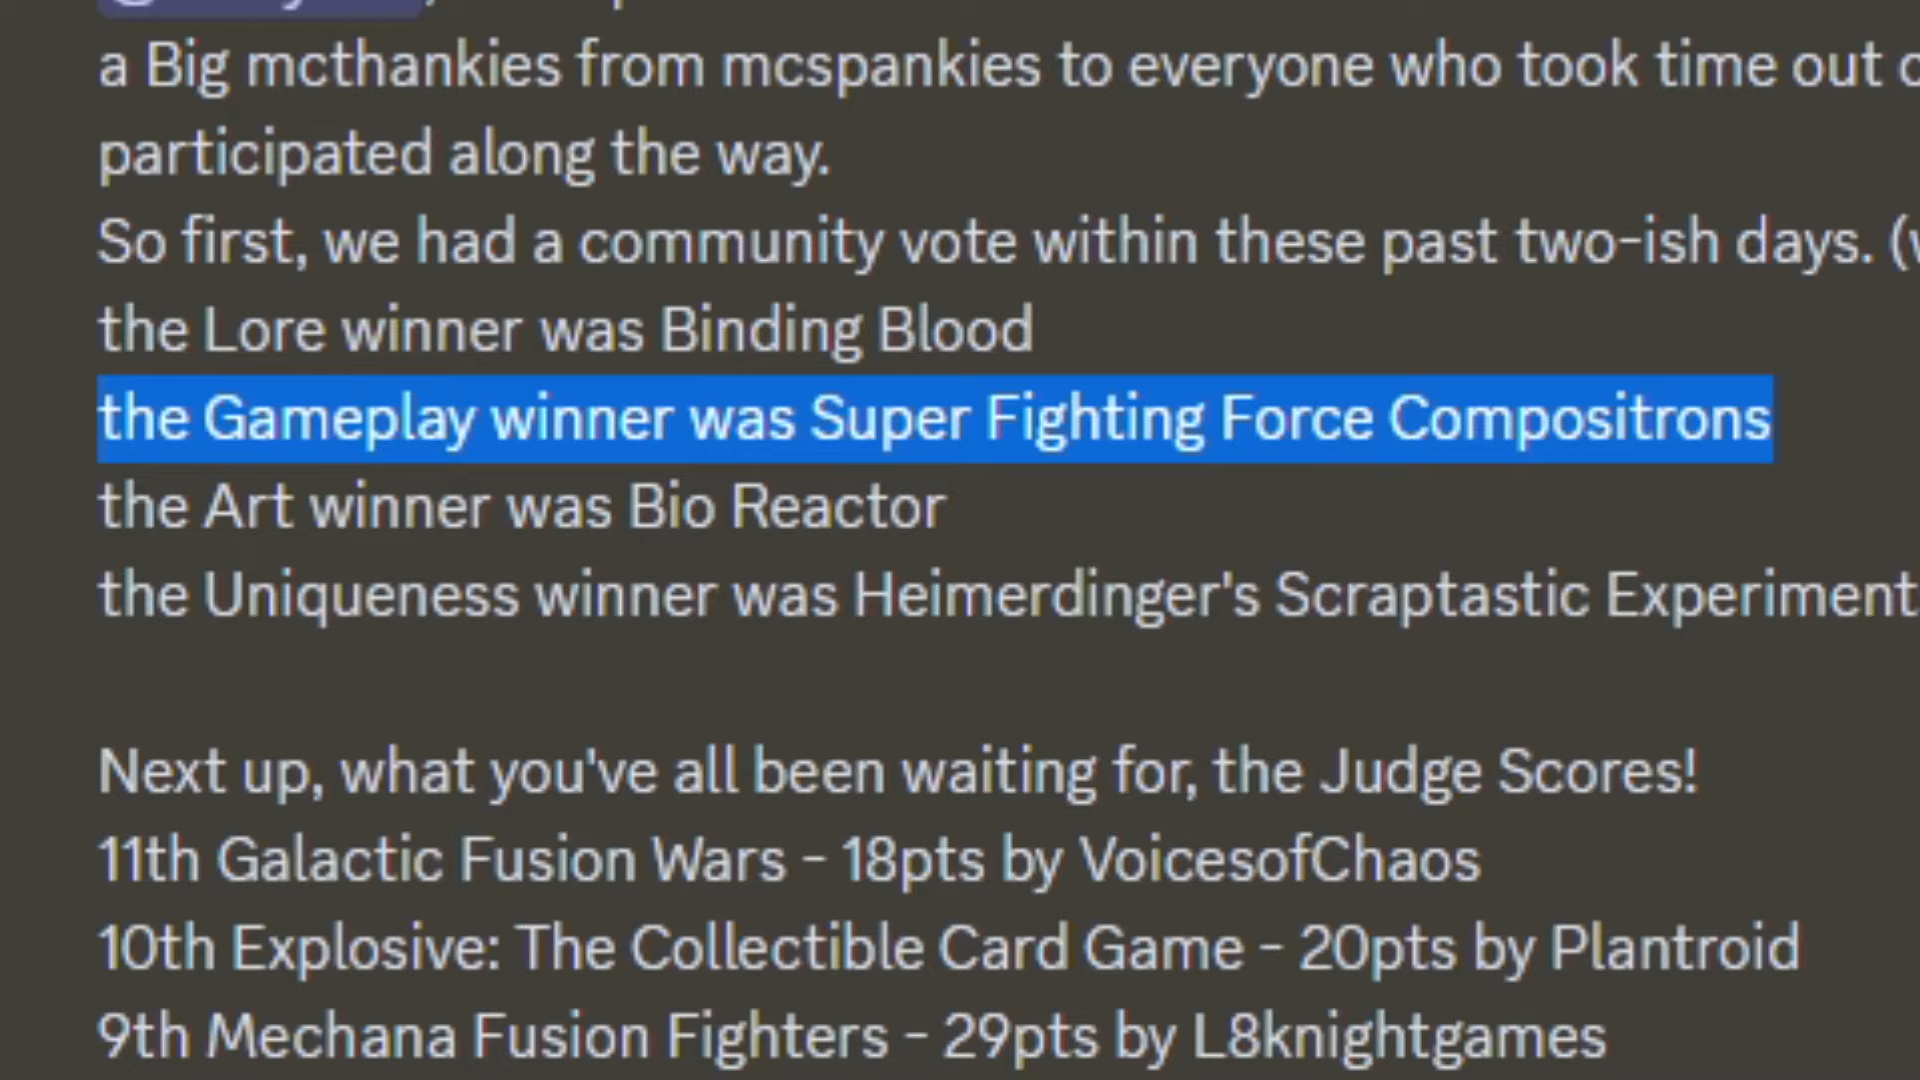 a Big mcthankies from mcspankies to everyone who took time out
participated along the way.
So first, we had a community vote within these past two-ish days.
the Lore winner was Binding Blood
the Gameplay winner was Super Fighting Force Compositrons
the Art winner was Bio Reactor
the Uniqueness winner was Heimerdinger's Scraptastic Experiment
Next up, what you've all been waiting for, the Judge Scores!
11th Galactic Fusion Wars - 18pts by VoicesofChaos
10th Explosive: The Collectible Card Game - 20pts by Plantroid
9th Mechana Fusion Fighters - 29pts by L8knightgames